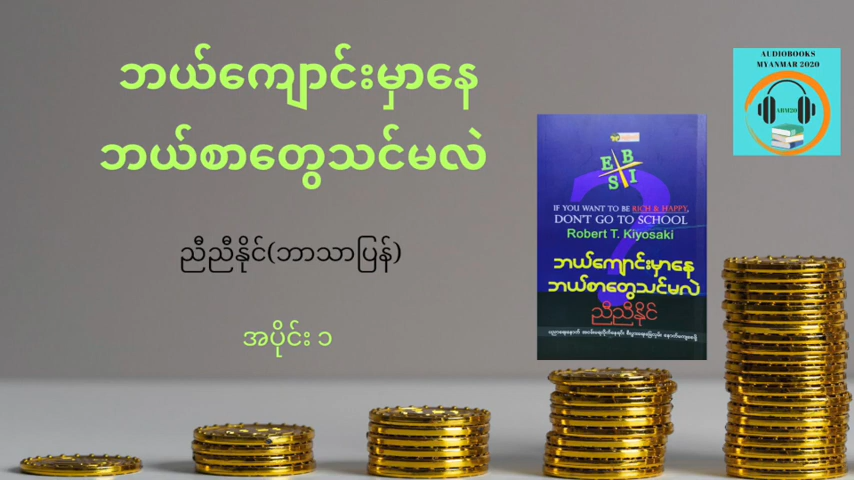 ဘယ်ကျောင်းမှာနေ
ဘယ်စာတွေသင်မလဲ
ညီညီနိုင်(ဘာသာပြန်)
အပိုင်း ၁
AUDIOBOOKS
MYANMAR 2020
ABM20
E B
S I
IF YOU WANT TO BE RICH & HAPPY,
DON'T GO TO SCHOOL
Robert T. Kiyosaki
ဘယ်ကျောင်းမှာနေ
ဘယ်စာတွေသင်မလဲ
ညီညီနိုင်